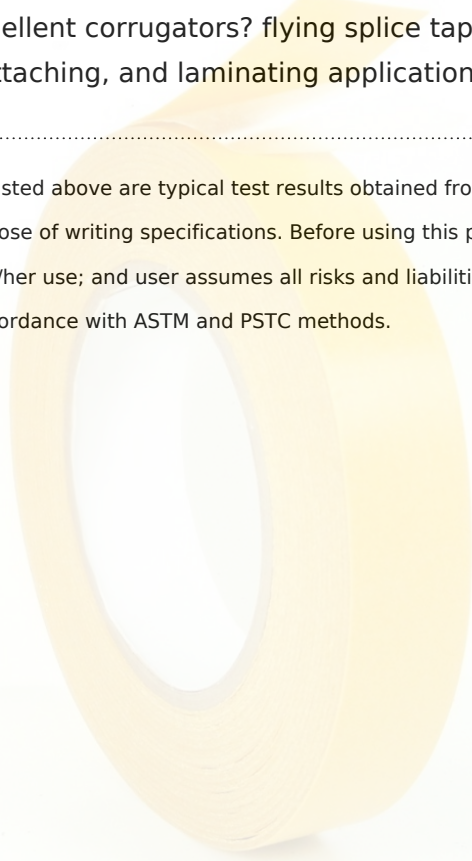 ellent corrugators? flying splice tap
ttaching, and laminating application
sted above are typical test results obtained fro
ose of writing specifications. Before using this p
/her use; and user assumes all risks and liabiliti
ordance with ASTM and PSTC methods.